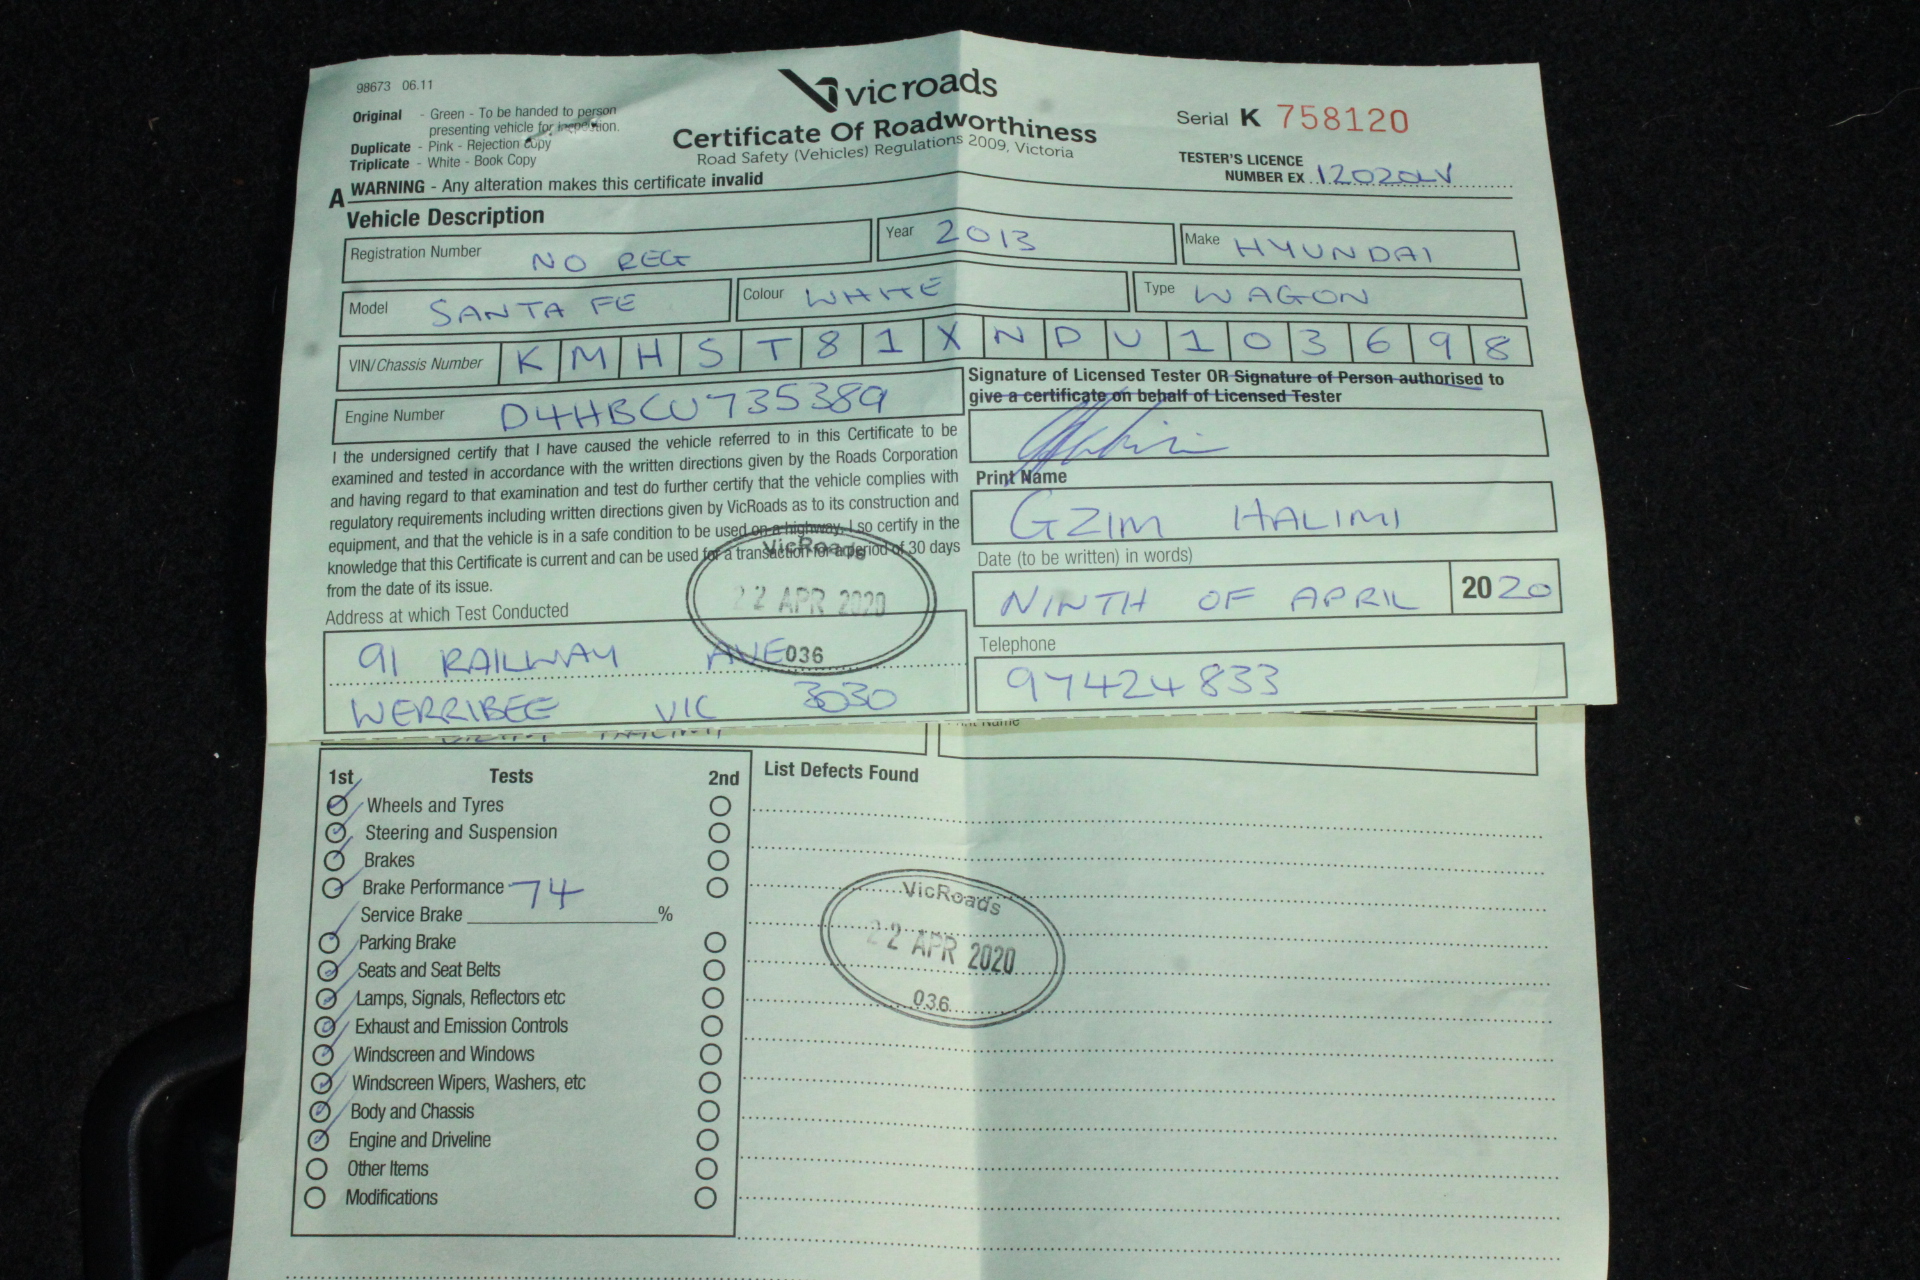 98673 06.11
Original - Green - To be handed to person
presenting vehicle for inspection.
Duplicate - Pink - Rejection Copy
Triplicate - White - Book Copy
vic roads
Certificate Of Roadworthiness
Road Safety (Vehicles) Regulations 2009, Victoria
Serial K 758120
TESTER'S LICENCE
NUMBER EX 12020LV
A WARNING - Any alteration makes this certificate invalid
Vehicle Description
Registration Number NO REG
Year 2013
Make HYUNDAI
Model SANTA FE
Colour WHITE
Type WAGON
VIN/Chassis Number K M H S T 8 1 X N D U 1 0 3 6 9 8
Engine Number D4HBCU735389
I the undersigned certify that I have caused the vehicle referred to in this Certificate to be
examined and tested in accordance with the written directions given by the Roads Corporation
and having regard to that examination and test do further certify that the vehicle complies with
regulatory requirements including written directions given by VicRoads as to its construction and
equipment, and that the vehicle is in a safe condition to be used on a highway, I so certify in the
knowledge that this Certificate is current and can be used for a transaction for a period of 30 days
from the date of its issue.
Signature of Licensed Tester OR Signature of Person authorised to
give a certificate on behalf of Licensed Tester
Print Name
GZIM HALIMI
Date (to be written) in words)
NINTH OF APRIL 2020
Telephone
97424833
Address at which Test Conducted
91 RAILWAY AVE
WERRIBEE VIC 3030
VicRoads
22 APR 2020
036
Print Name
1st Tests 2nd
Wheels and Tyres
Steering and Suspension
Brakes
Brake Performance 74
Service Brake %
Parking Brake
Seats and Seat Belts
Lamps, Signals, Reflectors etc
Exhaust and Emission Controls
Windscreen and Windows
Windscreen Wipers, Washers, etc
Body and Chassis
Engine and Driveline
Other Items
Modifications
List Defects Found
VicRoads
22 APR 2020
036